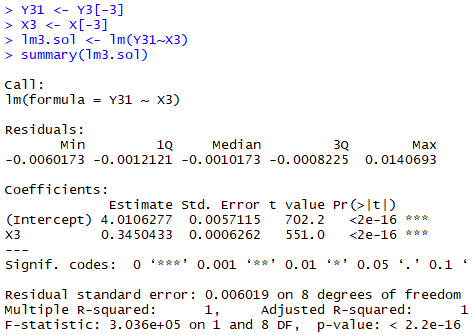 > Y31 <- Y3[-3]
> X3 <- X[-3]
> lm3.sol <- lm(Y31~X3)
> summary(lm3.sol)
Call:
lm(formula = Y31 ~ X3)
Residuals:
Min 1Q Median 3Q Max
-0.0060173 -0.0012121 -0.0010173 -0.0008225 0.0140693
Coefficients:
Estimate Std. Error t value Pr(>|t|)
(Intercept) 4.0106277 0.0057115 702.2 <2e-16 ***
X3 0.3450433 0.0006262 551.0 <2e-16 ***
---
Signif. codes: 0 ‘***’ 0.001 ‘**’ 0.01 ‘*’ 0.05 ‘.’ 0.1 ‘
Residual standard error: 0.006019 on 8 degrees of freedom
Multiple R-squared: 1, Adjusted R-squared: 1
F-statistic: 3.036e+05 on 1 and 8 DF, p-value: < 2.2e-16